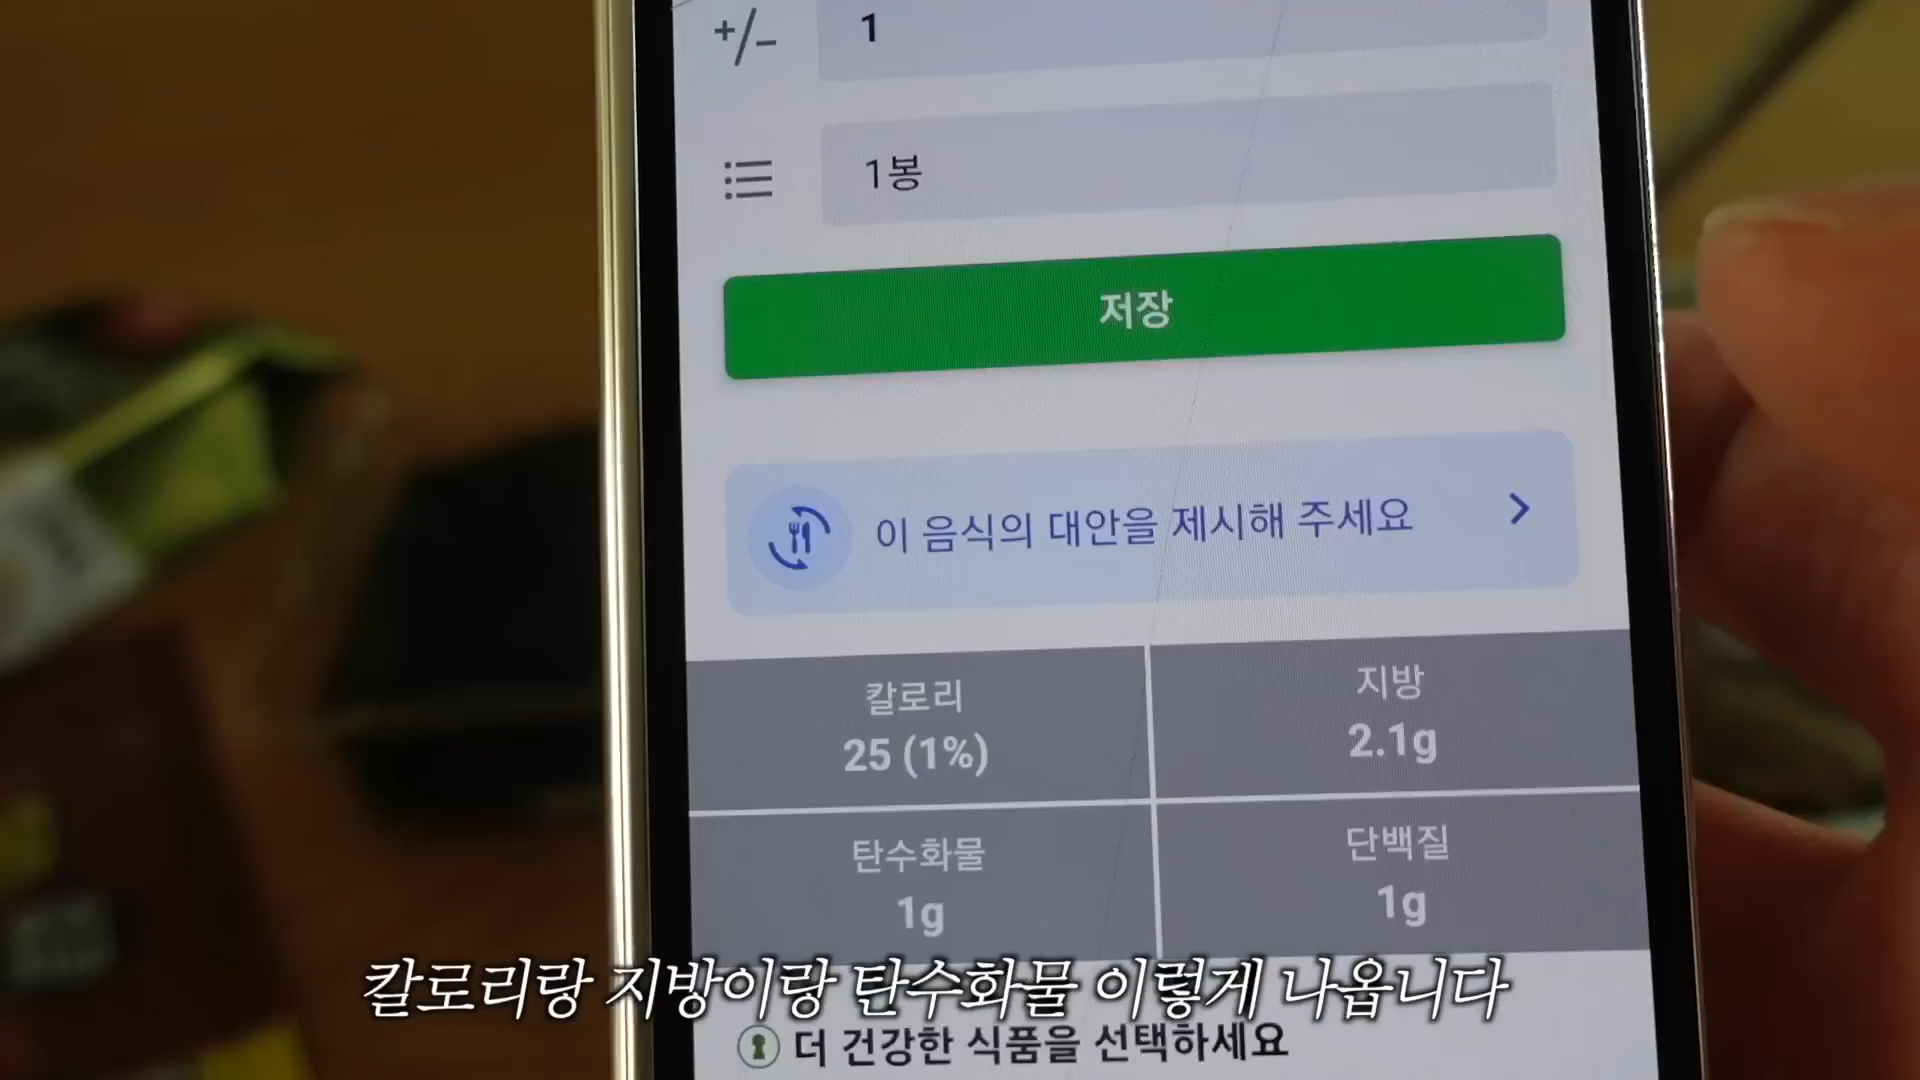 +/- 1
1봉
저장
이 음식의 대안을 제시해 주세요
칼로리
25 (1%)
지방
2.1g
탄수화물
1g
단백질
1g
칼로리랑 지방이랑 탄수화물 이렇게 나옵니다
더 건강한 식품을 선택하세요